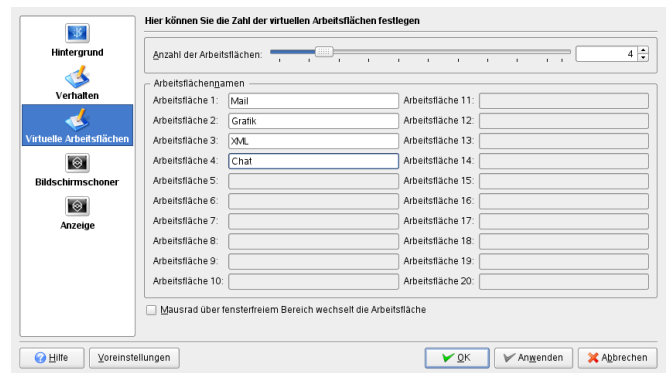 Hier können Sie die Zahl der virtuellen Arbeitsflächen festlegen
Hintergrund
Verhalten
Virtuelle Arbeitsflächen
Bildschirmschoner
Anzeige
Anzahl der Arbeitsflächen: 4
Arbeitsflächennamen
Arbeitsfläche 1: Mail Arbeitsfläche 11:
Arbeitsfläche 2: Grafik Arbeitsfläche 12:
Arbeitsfläche 3: XML Arbeitsfläche 13:
Arbeitsfläche 4: Chat Arbeitsfläche 14:
Arbeitsfläche 5: Arbeitsfläche 15:
Arbeitsfläche 6: Arbeitsfläche 16:
Arbeitsfläche 7: Arbeitsfläche 17:
Arbeitsfläche 8: Arbeitsfläche 18:
Arbeitsfläche 9: Arbeitsfläche 19:
Arbeitsfläche 10: Arbeitsfläche 20:
Mausrad über fensterfreiem Bereich wechselt die Arbeitsfläche
Hilfe Voreinstellungen OK Anwenden Abbrechen